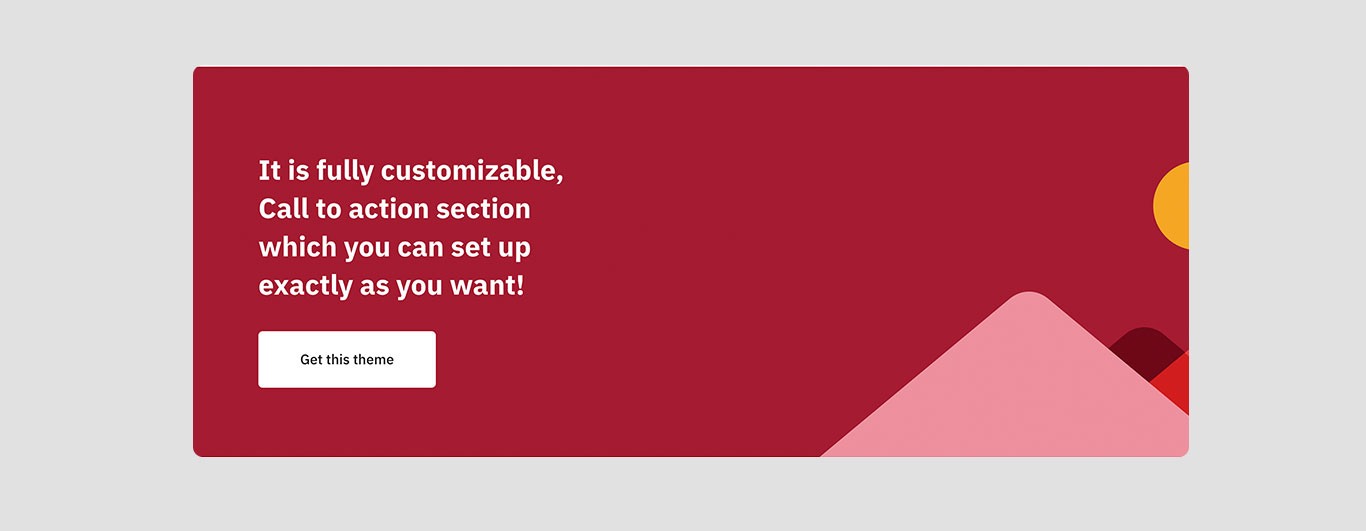 It is fully customizable,
Call to action section
which you can set up
exactly as you want!
Get this theme